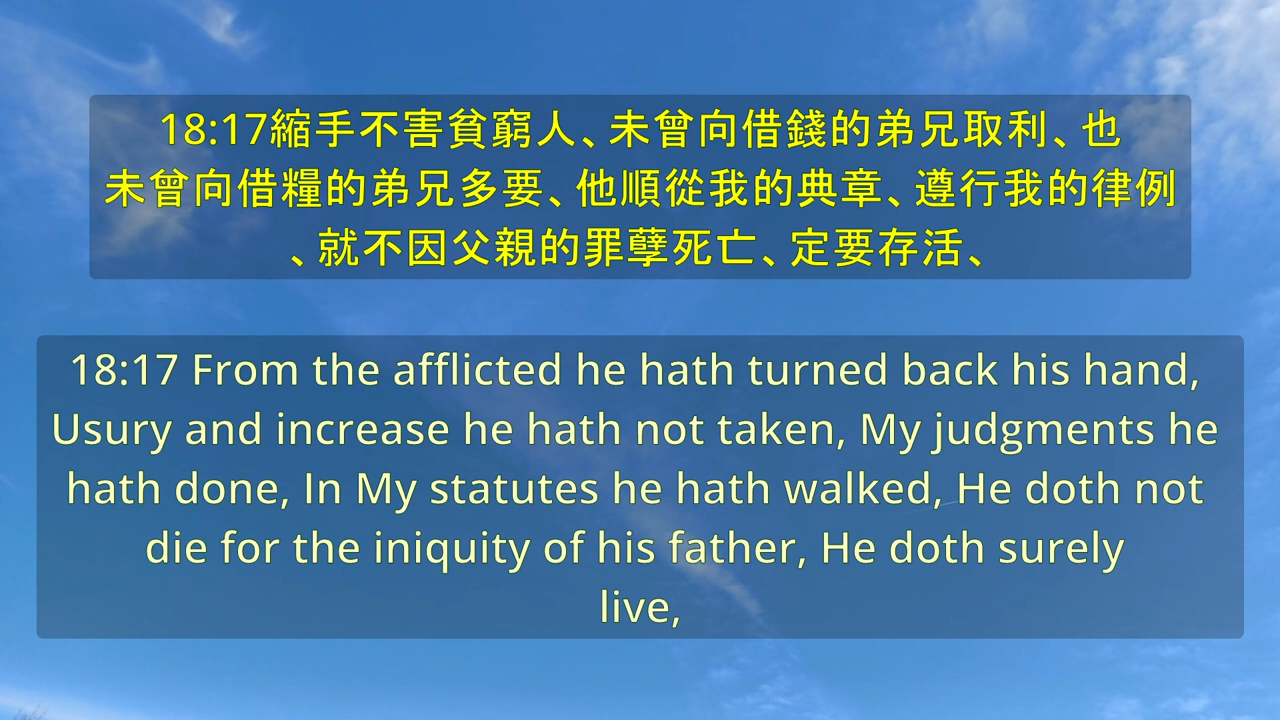 18:17縮手不害貧窮人、未曾向借錢的弟兄取利、也
未曾向借糧的弟兄多要、他順從我的典章、遵行我的律例
、就不因父親的罪孽死亡、定要存活、
18:17 From the afflicted he hath turned back his hand,
Usury and increase he hath not taken, My judgments he
hath done, In My statutes he hath walked, He doth not
die for the iniquity of his father, He doth surely
live,